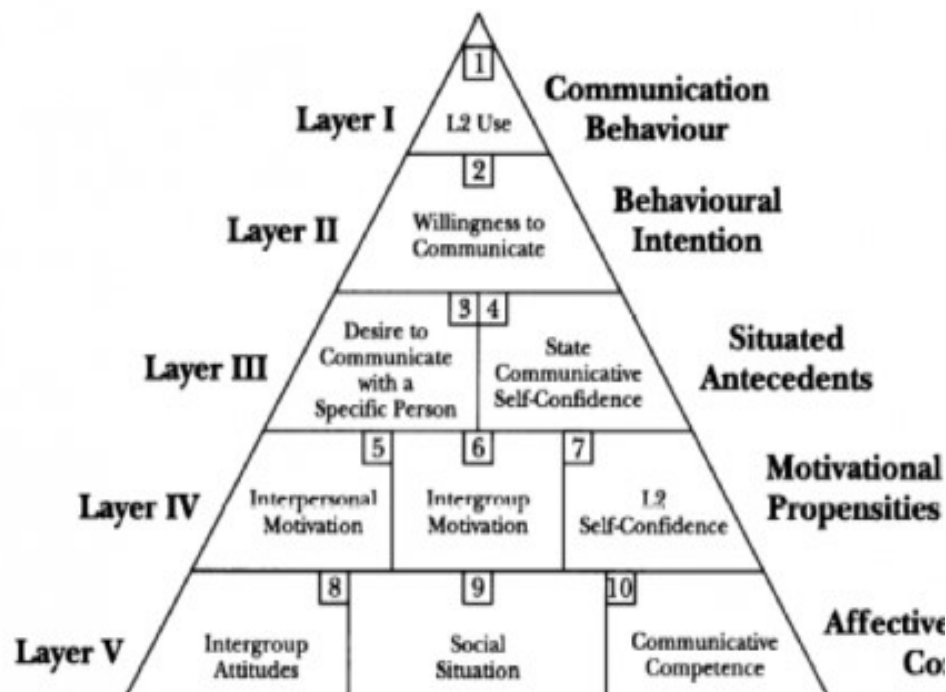 1
Layer I
L2 Use
Communication
Behaviour
2
Layer II
Willingness to
Communicate
Behavioural
Intention
3 4
Layer III
Desire to
Communicate
with a
Specific Person
State
Communicative
Self-Confidence
Situated
Antecedents
5 6 7
Layer IV
Interpersonal
Motivation
Intergroup
Motivation
L2
Self-Confidence
Motivational
Propensities
8 9 10
Layer V
Intergroup
Attitudes
Social
Situation
Communicative
Competence
Affective
Co